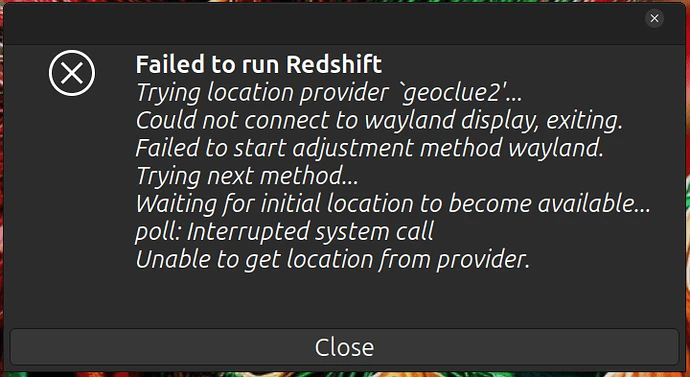 Failed to run Redshift
Trying location provider `geoclue2'...
Could not connect to wayland display, exiting.
Failed to start adjustment method wayland.
Trying next method...
Waiting for initial location to become available...
poll: Interrupted system call
Unable to get location from provider.
Close